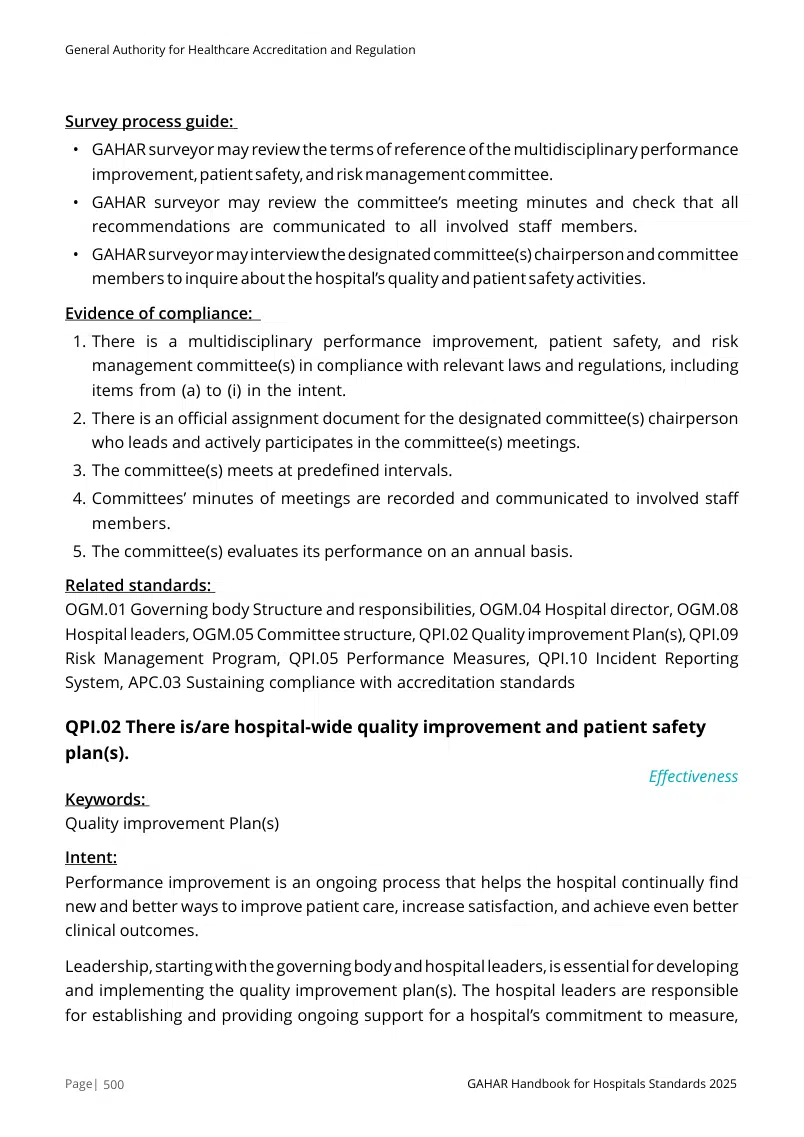 General Authority for Healthcare Accreditation and Regulation
Survey process guide:
• GAHAR surveyor may review the terms of reference of the multidisciplinary performance
improvement, patient safety, and risk management committee.
• GAHAR surveyor may review the committee’s meeting minutes and check that all
recommendations are communicated to all involved staff members.
• GAHAR surveyor may interview the designated committee(s) chairperson and committee
members to inquire about the hospital’s quality and patient safety activities.
Evidence of compliance:
1. There is a multidisciplinary performance improvement, patient safety, and risk
management committee(s) in compliance with relevant laws and regulations, including
items from (a) to (i) in the intent.
2. There is an official assignment document for the designated committee(s) chairperson
who leads and actively participates in the committee(s) meetings.
3. The committee(s) meets at predefined intervals.
4. Committees’ minutes of meetings are recorded and communicated to involved staff
members.
5. The committee(s) evaluates its performance on an annual basis.
Related standards:
OGM.01 Governing body Structure and responsibilities, OGM.04 Hospital director, OGM.08
Hospital leaders, OGM.05 Committee structure, QPI.02 Quality improvement Plan(s), QPI.09
Risk Management Program, QPI.05 Performance Measures, QPI.10 Incident Reporting
System, APC.03 Sustaining compliance with accreditation standards
QPI.02 There is/are hospital-wide quality improvement and patient safety
plan(s).
Effectiveness
Keywords:
Quality improvement Plan(s)
Intent:
Performance improvement is an ongoing process that helps the hospital continually find
new and better ways to improve patient care, increase satisfaction, and achieve even better
clinical outcomes.
Leadership, starting with the governing body and hospital leaders, is essential for developing
and implementing the quality improvement plan(s). The hospital leaders are responsible
for establishing and providing ongoing support for a hospital’s commitment to measure,
Page| 500
GAHAR Handbook for Hospitals Standards 2025